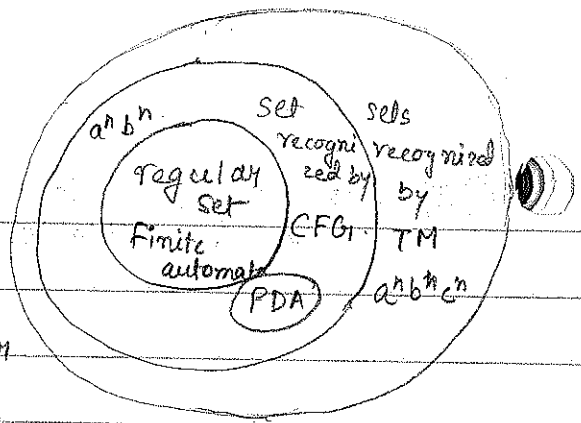 aⁿbⁿ
regular
set
Finite
automata
set
recogni
zed by
CFG
PDA
sets
recognized
by
TM
aⁿbⁿcⁿ